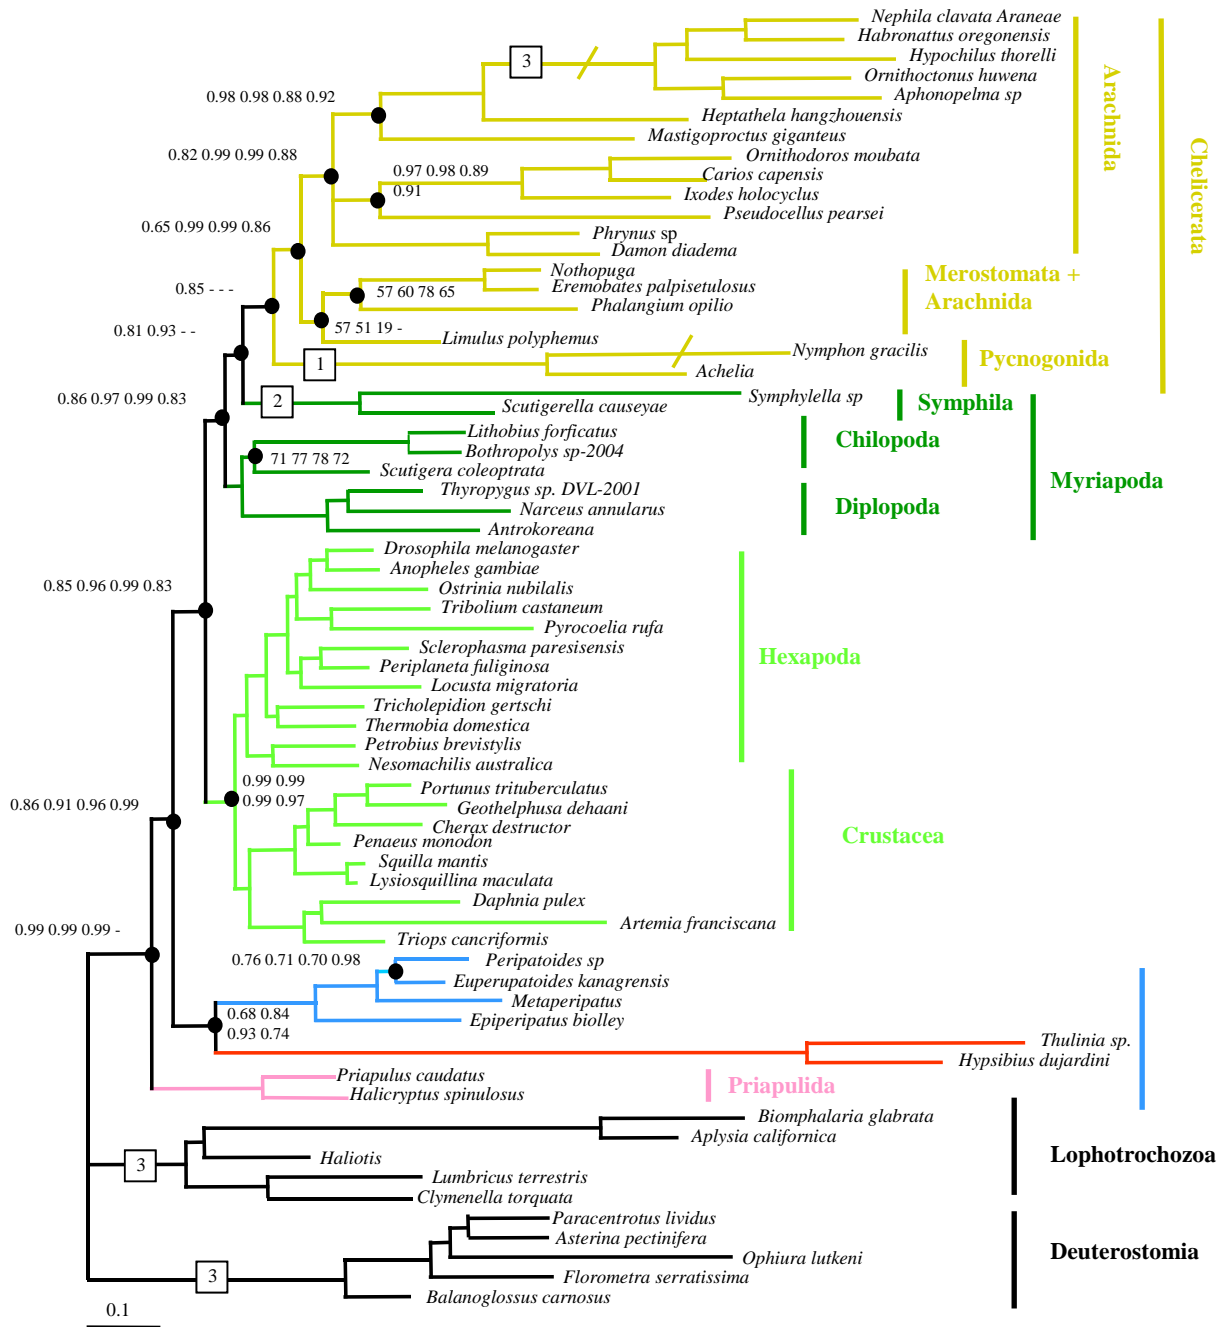 Nephila clavata Araneae
Habronattus oregonensis
3
Hypochilus thorelli
Ornithoctonus huwena
Aphonopelma sp
Arachnida
0.98 0.98 0.88 0.92
Heptathela hangzhouensis
Mastigoproctus giganteus
Chelicerata
0.82 0.99 0.99 0.88
Ornithodoros moubata
0.97 0.98 0.89
0.91
Carios capensis
Ixodes holocyclus
Pseudocellus pearsei
0.65 0.99 0.99 0.86
Phrynus sp
Damon diadema
Nothopuga
Merostomata +
Arachnida
0.85 - - -
57 60 78 65
Eremobates palpisetulosus
Phalangium opilio
0.81 0.93 - -
57 51 19 -
Limulus polyphemus
Nymphon gracilis
1
Achelia
Pycnogonida
0.86 0.97 0.99 0.83
2
Symphylella sp
Scutigerella causeyae
Symphila
Lithobius forficatus
Chilopoda
Bothropolys sp-2004
71 77 78 72
Scutigera coleoptrata
Myriapoda
Thyropygus sp. DVL-2001
Narceus annularus
Diplopoda
Antrokoreana
Drosophila melanogaster
Anopheles gambiae
0.85 0.96 0.99 0.83
Ostrinia nubilalis
Tribolium castaneum
Pyrocoelia rufa
Sclerophasma paresisensis
Hexapoda
Periplaneta fuliginosa
Locusta migratoria
Tricholepidion gertschi
Thermobia domestica
Petrobius brevistylis
Nesomachilis australica
0.99 0.99
0.99 0.97
Portunus trituberculatus
0.86 0.91 0.96 0.99
Geothelphusa dehaani
Cherax destructor
Crustacea
Penaeus monodon
Squilla mantis
Lysiosquillina maculata
Daphnia pulex
Artemia franciscana
0.99 0.99 0.99 -
Triops cancriformis
0.76 0.71 0.70 0.98
Peripatoides sp
Euperupatoides kanagrensis
Metaperipatus
0.68 0.84
0.93 0.74
Epiperipatus biolley
Thulinia sp.
Hypsibius dujardini
Priapulus caudatus
Priapulida
Halicryptus spinulosus
Biomphalaria glabrata
Aplysia californica
Lophotrochozoa
3
Haliotis
Lumbricus terrestris
Clymenella torquata
Paracentrotus lividus
Asterina pectinifera
Deuterostomia
Ophiura lutkeni
3
Florometra serratissima
Balanoglossus carnosus
0.1